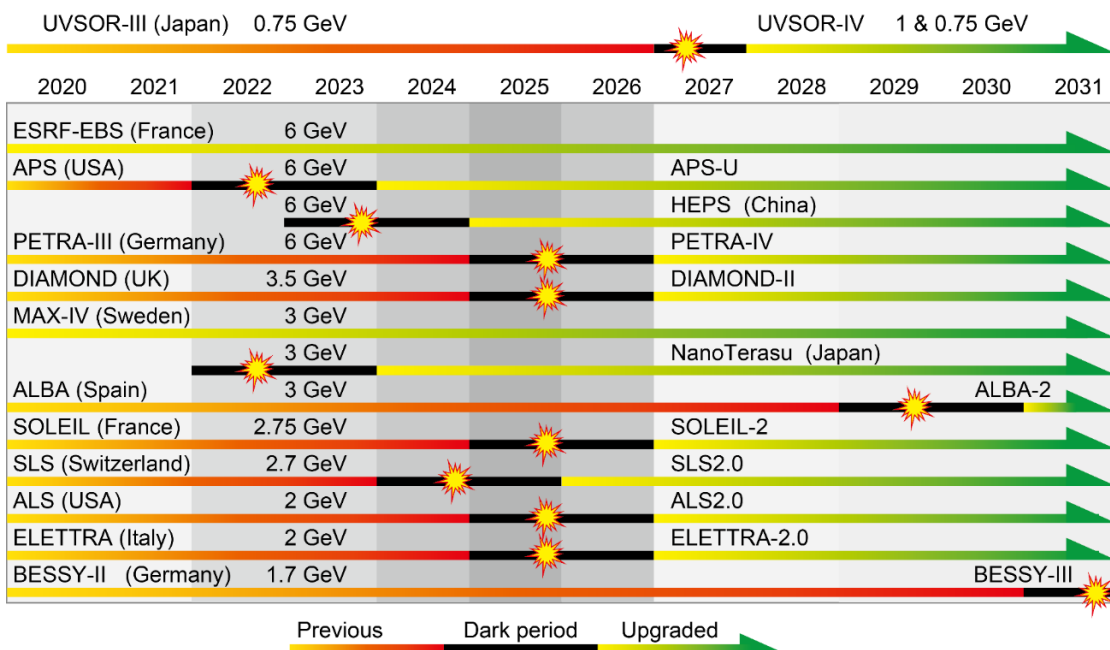 UVSOR-III (Japan) 0.75 GeV UVSOR-IV 1 & 0.75 GeV
2020 2021 2022 2023 2024 2025 2026 2027 2028 2029 2030 2031
ESRF-EBS (France) 6 GeV
APS (USA) 6 GeV APS-U
6 GeV HEPS (China)
PETRA-III (Germany) 6 GeV PETRA-IV
DIAMOND (UK) 3.5 GeV DIAMOND-II
MAX-IV (Sweden) 3 GeV
3 GeV NanoTerasu (Japan)
ALBA (Spain) 3 GeV ALBA-2
SOLEIL (France) 2.75 GeV SOLEIL-2
SLS (Switzerland) 2.7 GeV SLS2.0
ALS (USA) 2 GeV ALS2.0
ELETTRA (Italy) 2 GeV ELETTRA-2.0
BESSY-II (Germany) 1.7 GeV BESSY-III
Previous Dark period Upgraded